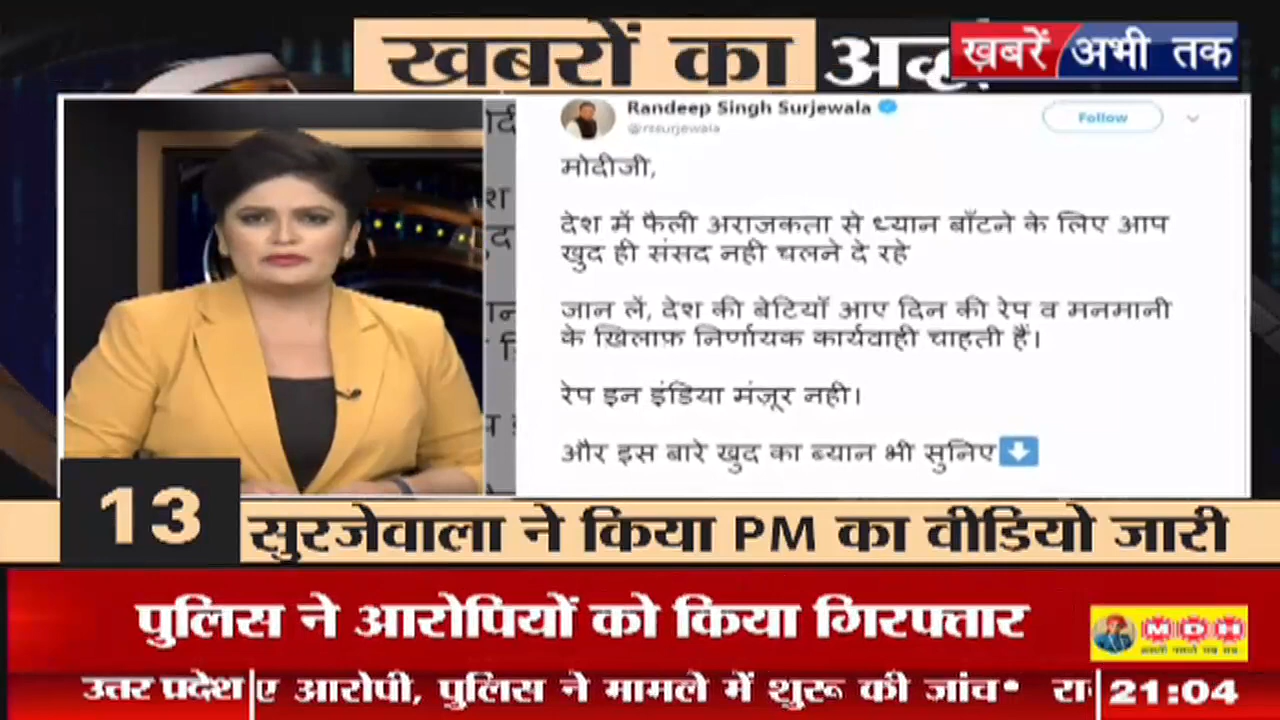 खबरों का
ख़बरें अभी तक
Randeep Singh Surjewala
@rssurjewala
Follow
मोदीजी,
देश में फैली अराजकता से ध्यान बाँटने के लिए आप
खुद ही संसद नही चलने दे रहे
जान लें, देश की बेटियाँ आए दिन की रेप व मनमानी
के ख़िलाफ़ निर्णायक कार्यवाही चाहती हैं।
रेप इन इंडिया मंज़ूर नही।
और इस बारे खुद का ब्यान भी सुनिए
13
सुरजेवाला ने किया PM का वीडियो जारी
पुलिस ने आरोपियों को किया गिरफ्तार
MDH
उत्तर प्रदेश ए आरोपी, पुलिस ने मामले में शुरू की जांच• रा
21:04